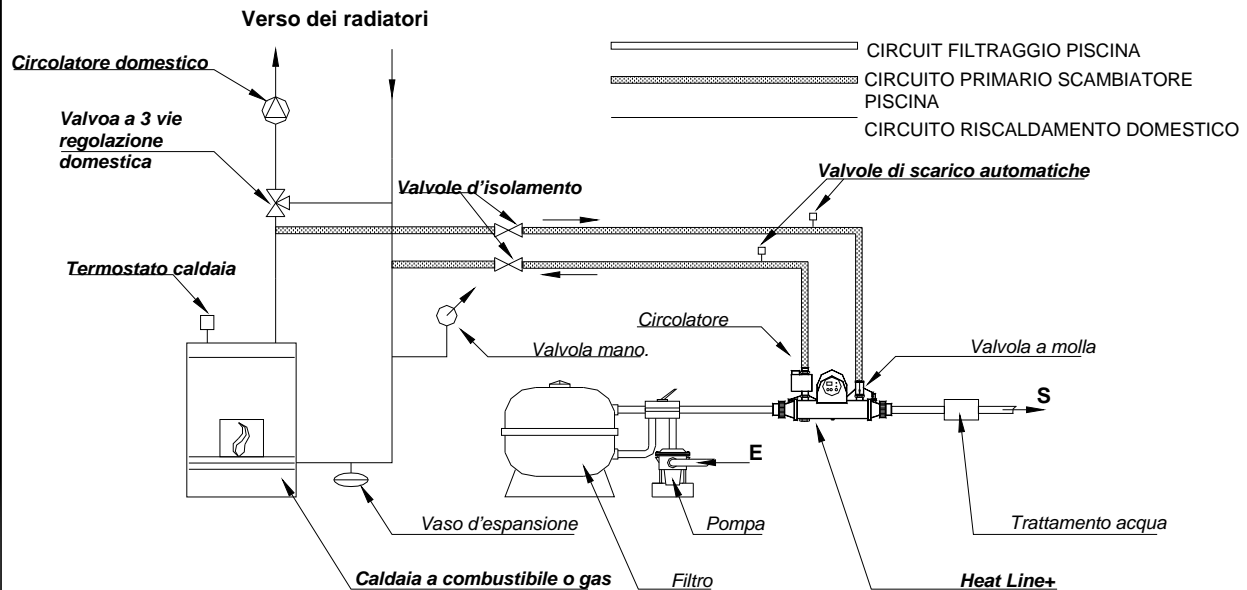 Verso dei radiatori
Circolatore domestico
CIRCUIT FILTRAGGIO PISCINA
CIRCUITO PRIMARIO SCAMBIATORE
PISCINA
CIRCUITO RISCALDAMENTO DOMESTICO
Valvoa a 3 vie
regolazione
domestica
Valvole d'isolamento
Valvole di scarico automatiche
Termostato caldaia
Circolatore
Valvola mano.
Valvola a molla
S
E
Vaso d'espansione
Pompa
Trattamento acqua
Caldaia a combustibile o gas
Filtro
Heat Line+